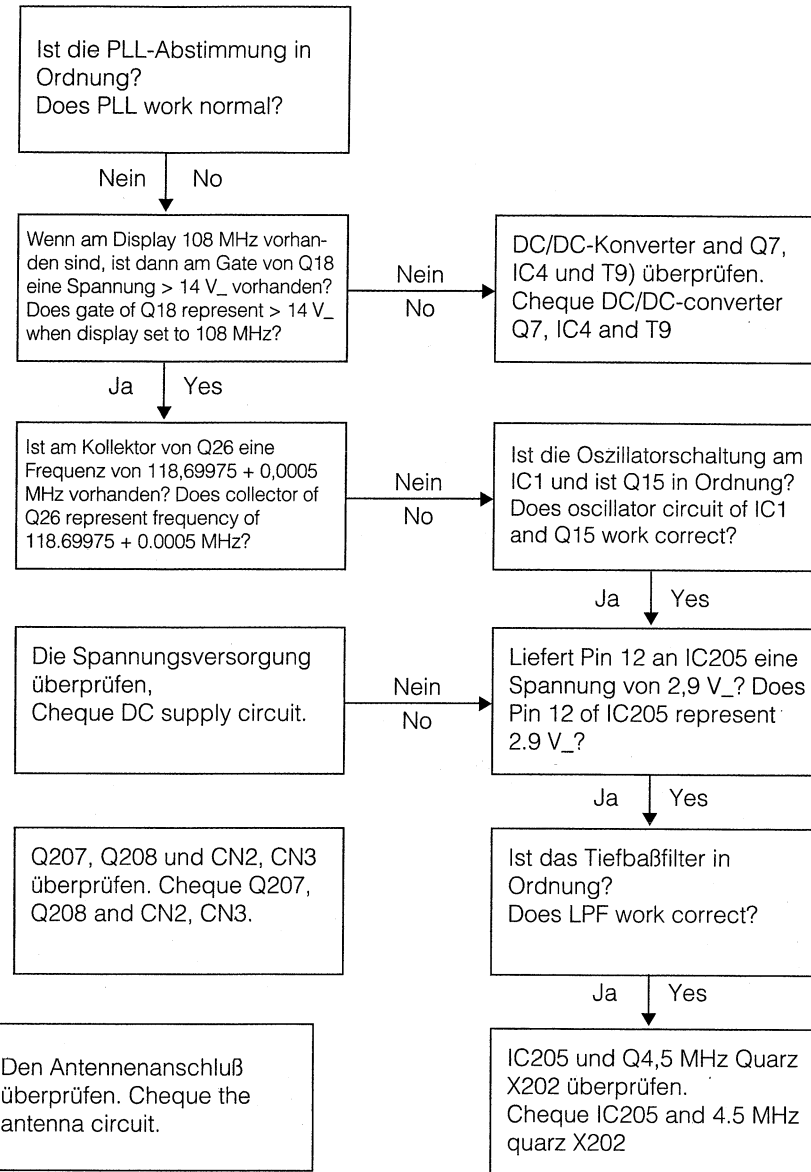 Ist die PLL-Abstimmung in
Ordnung?
Does PLL work normal?
Nein No
Wenn am Display 108 MHz vorhan-
den sind, ist dann am Gate von Q18
eine Spannung > 14 V_ vorhanden?
Does gate of Q18 represent > 14 V_
when display set to 108 MHz?
Nein
No
DC/DC-Konverter and Q7,
IC4 und T9) überprüfen.
Cheque DC/DC-converter
Q7, IC4 and T9
Ja Yes
Ist am Kollektor von Q26 eine
Frequenz von 118,69975 + 0,0005
MHz vorhanden? Does collector of
Q26 represent frequency of
118.69975 + 0.0005 MHz?
Nein
No
Ist die Oszillatorschaltung am
IC1 und ist Q15 in Ordnung?
Does oscillator circuit of IC1
and Q15 work correct?
Ja Yes
Die Spannungsversorgung
überprüfen,
Cheque DC supply circuit.
Nein
No
Liefert Pin 12 an IC205 eine
Spannung von 2,9 V_? Does
Pin 12 of IC205 represent
2.9 V_?
Ja Yes
Q207, Q208 und CN2, CN3
überprüfen. Cheque Q207,
Q208 and CN2, CN3.
Ist das Tiefbaßfilter in
Ordnung?
Does LPF work correct?
Ja Yes
Den Antennenanschluß
überprüfen. Cheque the
antenna circuit.
IC205 und Q4,5 MHz Quarz
X202 überprüfen.
Cheque IC205 and 4.5 MHz
quarz X202